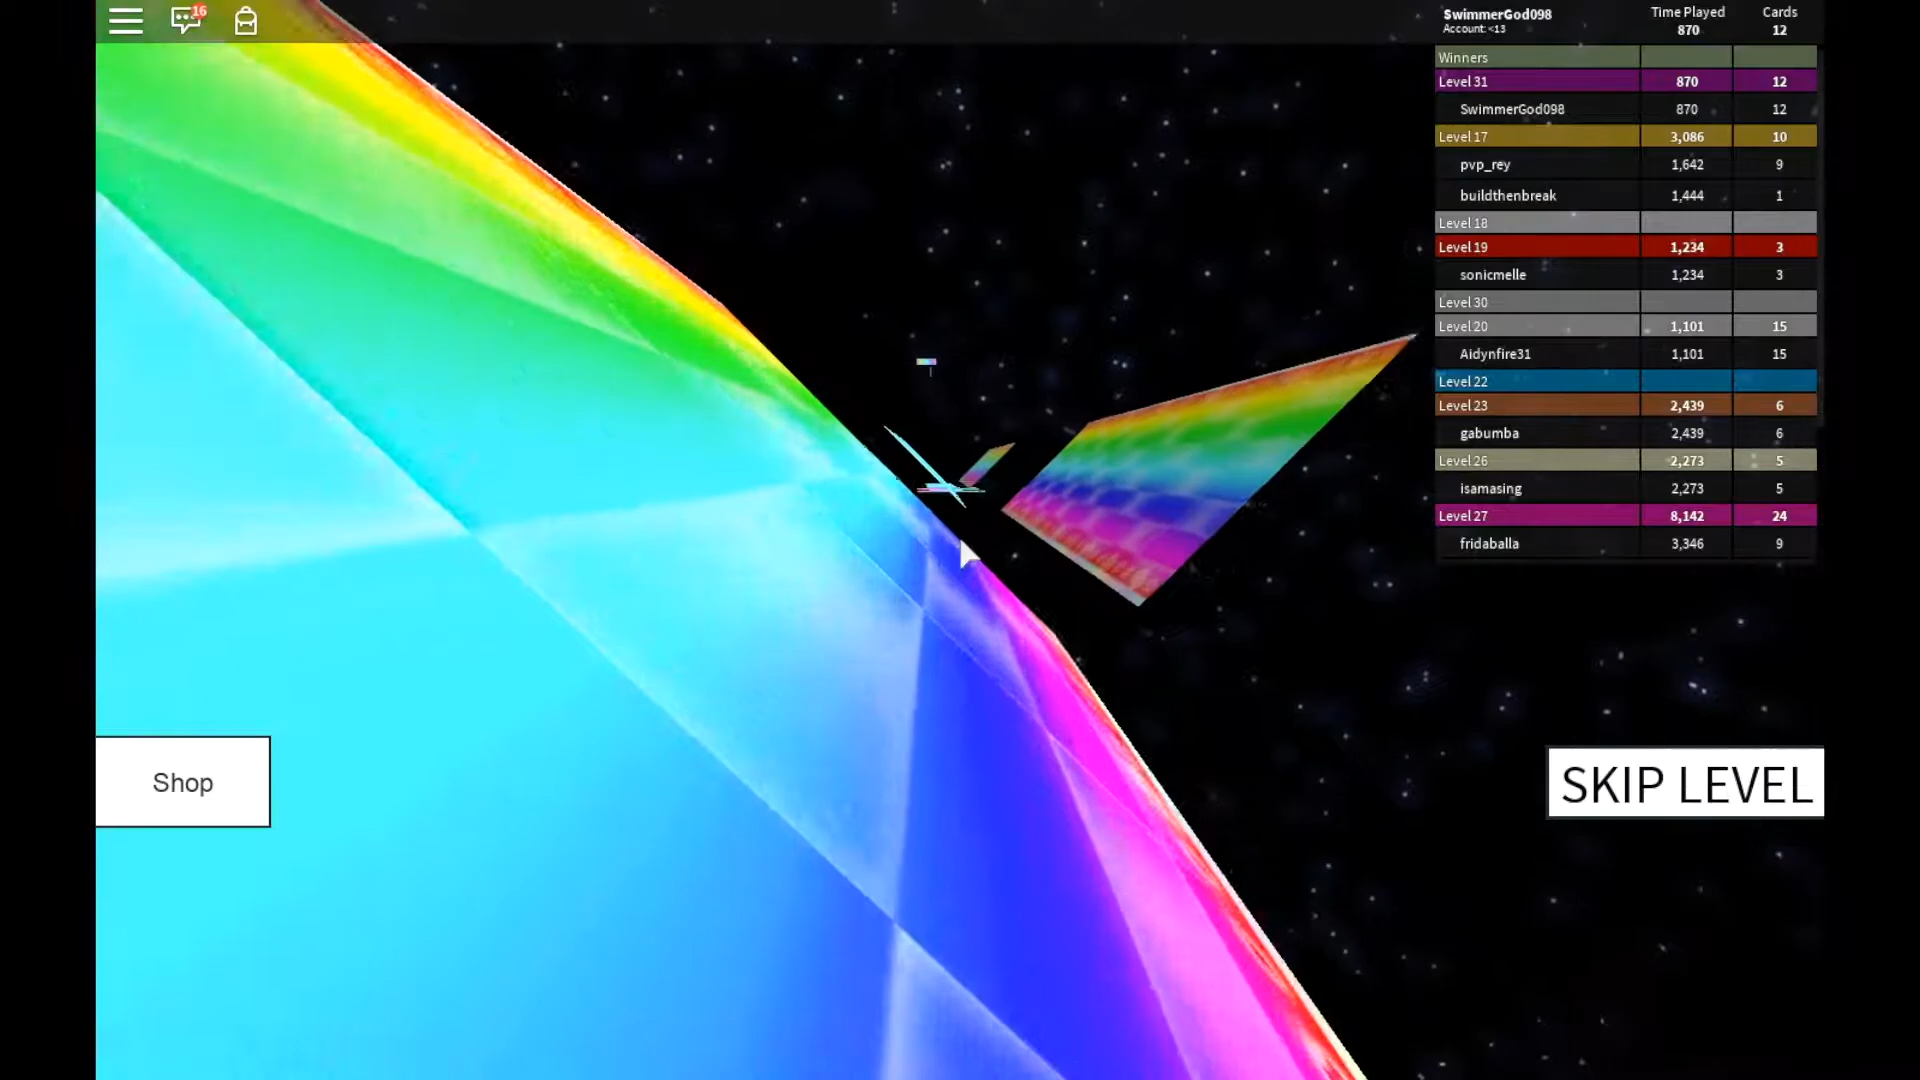 16
SwimmerGod098 Time Played Cards
Account: <13 870 12
Winners
Level 31 870 12
SwimmerGod098 870 12
Level 17 3,086 10
pvp_rey 1,642 9
buildthenbreak 1,444 1
Level 18
Level 19 1,234 3
sonicmelle 1,234 3
Level 30
Level 20 1,101 15
Aidynfire31 1,101 15
Level 22
Level 23 2,439 6
gabumba 2,439 6
Level 26 2,273 5
isamasing 2,273 5
Level 27 8,142 24
fridaballa 3,346 9
Shop
SKIP LEVEL